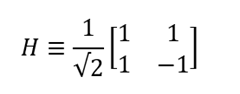 H ≡ 1/√2 [1 1
1 −1]